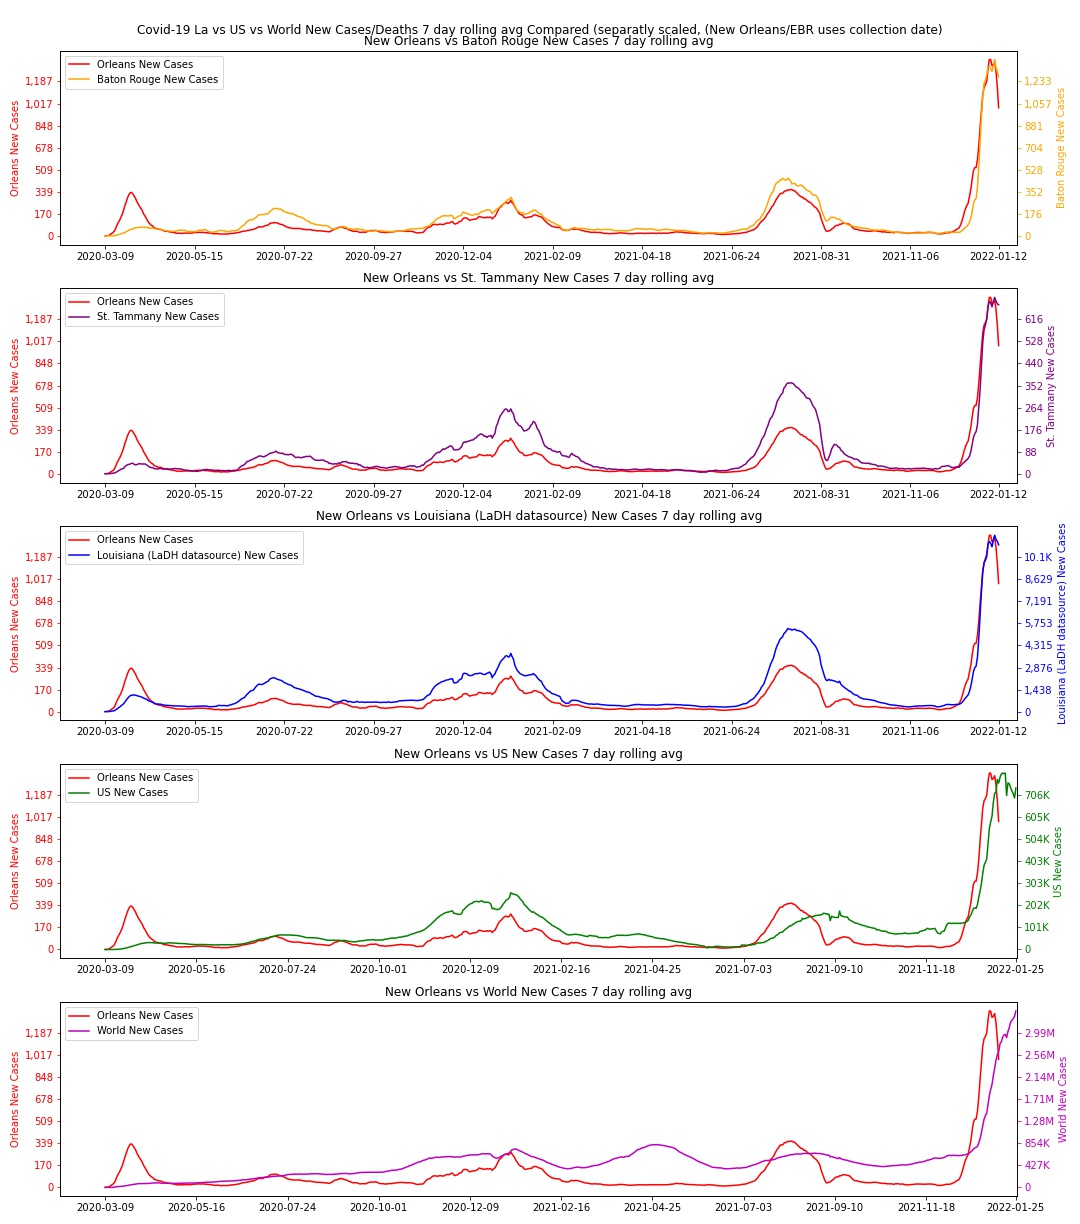 Covid-19 La vs US vs World New Cases/Deaths 7 day rolling avg Compared (separatly scaled, (New Orleans/EBR uses collection date)
New Orleans vs Baton Rouge New Cases 7 day rolling avg
Orleans New Cases
Baton Rouge New Cases
Orleans New Cases
1,187
1,017
848
678
509
339
170
0
1,233
1,057
881
704
528
352
176
0
Baton Rouge New Cases
2020-03-09 2020-05-15 2020-07-22 2020-09-27 2020-12-04 2021-02-09 2021-04-18 2021-06-24 2021-08-31 2021-11-06 2022-01-12
New Orleans vs St. Tammany New Cases 7 day rolling avg
Orleans New Cases
St. Tammany New Cases
Orleans New Cases
1,187
1,017
848
678
509
339
170
0
616
528
440
352
264
176
88
0
St. Tammany New Cases
2020-03-09 2020-05-15 2020-07-22 2020-09-27 2020-12-04 2021-02-09 2021-04-18 2021-06-24 2021-08-31 2021-11-06 2022-01-12
New Orleans vs Louisiana (LaDH datasource) New Cases 7 day rolling avg
Orleans New Cases
Louisiana (LaDH datasource) New Cases
Orleans New Cases
1,187
1,017
848
678
509
339
170
0
10.1K
8,629
7,191
5,753
4,315
2,876
1,438
0
Louisiana (LaDH datasource) New Cases
2020-03-09 2020-05-15 2020-07-22 2020-09-27 2020-12-04 2021-02-09 2021-04-18 2021-06-24 2021-08-31 2021-11-06 2022-01-12
New Orleans vs US New Cases 7 day rolling avg
Orleans New Cases
US New Cases
Orleans New Cases
1,187
1,017
848
678
509
339
170
0
706K
605K
504K
403K
303K
202K
101K
0
US New Cases
2020-03-09 2020-05-16 2020-07-24 2020-10-01 2020-12-09 2021-02-16 2021-04-25 2021-07-03 2021-09-10 2021-11-18 2022-01-25
New Orleans vs World New Cases 7 day rolling avg
Orleans New Cases
World New Cases
Orleans New Cases
1,187
1,017
848
678
509
339
170
0
2.99M
2.56M
2.14M
1.71M
1.28M
854K
427K
0
World New Cases
2020-03-09 2020-05-16 2020-07-24 2020-10-01 2020-12-09 2021-02-16 2021-04-25 2021-07-03 2021-09-10 2021-11-18 2022-01-25